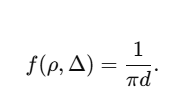 f(ρ, Δ) = 1/(πd).